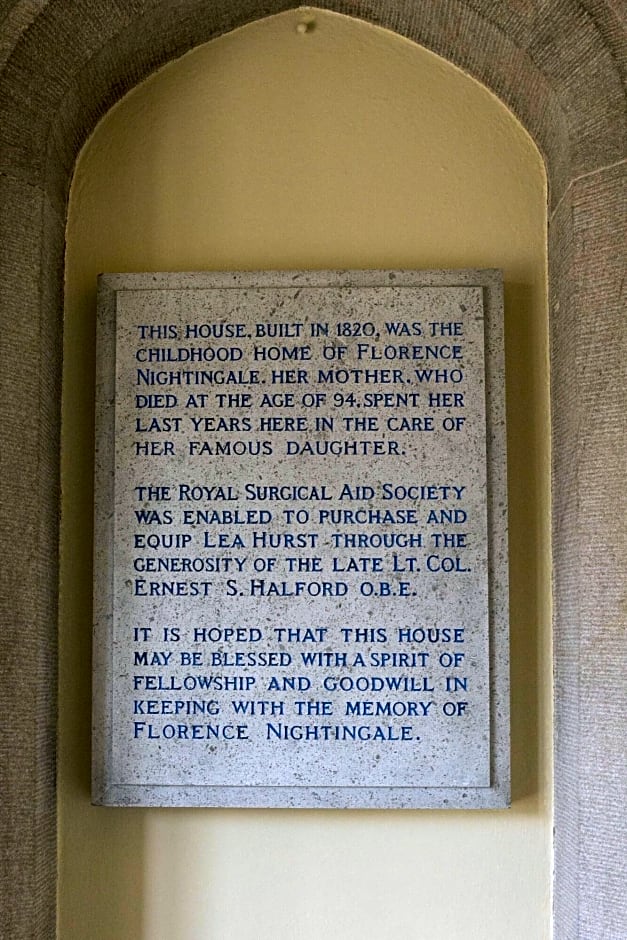 THIS HOUSE, BUILT IN 1820, WAS THE
CHILDHOOD HOME OF FLORENCE
NIGHTINGALE. HER MOTHER, WHO
DIED AT THE AGE OF 94, SPENT HER
LAST YEARS HERE IN THE CARE OF
HER FAMOUS DAUGHTER.
THE ROYAL SURGICAL AID SOCIETY
WAS ENABLED TO PURCHASE AND
EQUIP LEA HURST THROUGH THE
GENEROSITY OF THE LATE LT. COL.
ERNEST S. HALFORD O.B.E.
IT IS HOPED THAT THIS HOUSE
MAY BE BLESSED WITH A SPIRIT OF
FELLOWSHIP AND GOODWILL IN
KEEPING WITH THE MEMORY OF
FLORENCE NIGHTINGALE.